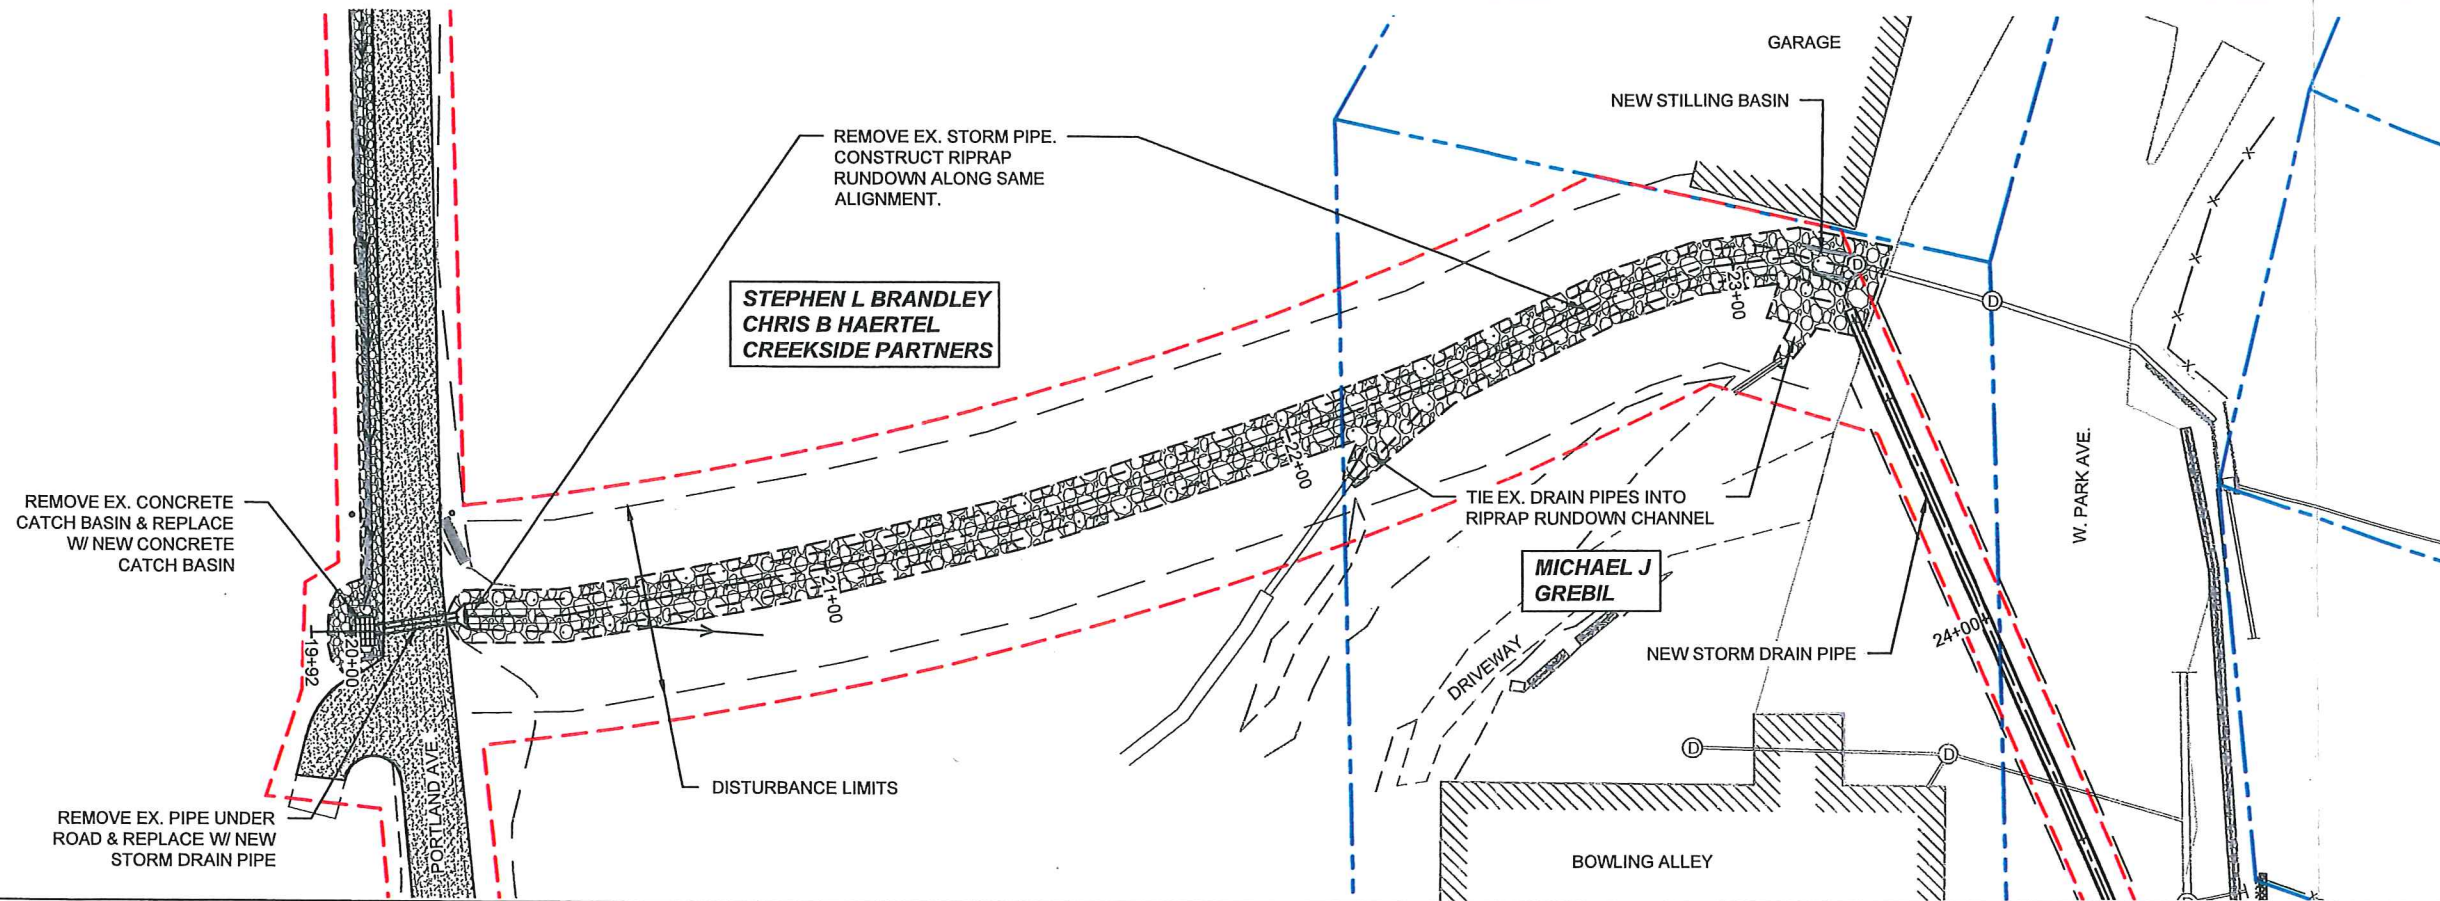 GARAGE
NEW STILLING BASIN
REMOVE EX. STORM PIPE.
CONSTRUCT RIPRAP
RUNDOWN ALONG SAME
ALIGNMENT.
STEPHEN L BRANDLEY
CHRIS B HAERTEL
CREEKSIDE PARTNERS
REMOVE EX. CONCRETE
CATCH BASIN & REPLACE
W/ NEW CONCRETE
CATCH BASIN
19+92
20+00
21+00
22+00
23+00
24+00
D
D
TIE EX. DRAIN PIPES INTO
RIPRAP RUNDOWN CHANNEL
MICHAEL J
GREBIL
W. PARK AVE.
NEW STORM DRAIN PIPE
DRIVEWAY
D
D
DISTURBANCE LIMITS
REMOVE EX. PIPE UNDER
ROAD & REPLACE W/ NEW
STORM DRAIN PIPE
PORTLAND AVE.
BOWLING ALLEY